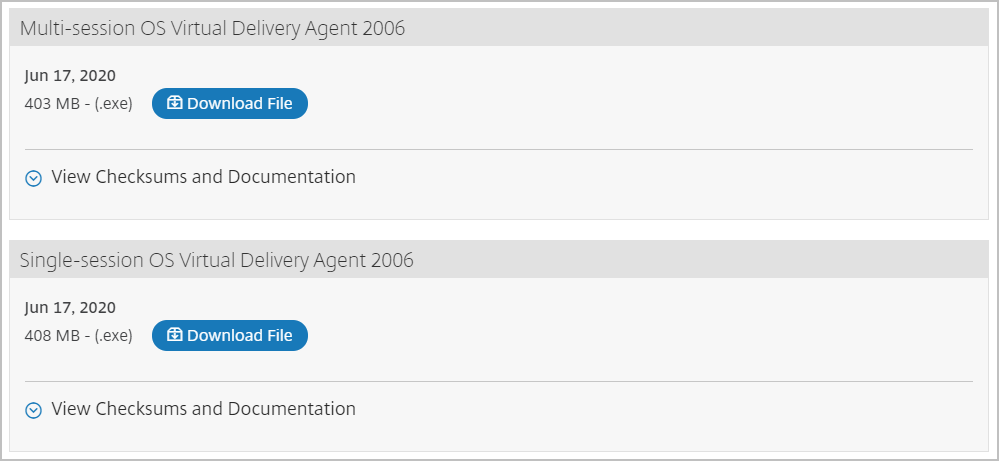 Multi-session OS Virtual Delivery Agent 2006
Jun 17, 2020
403 MB - (.exe) Download File
View Checksums and Documentation
Single-session OS Virtual Delivery Agent 2006
Jun 17, 2020
408 MB - (.exe) Download File
View Checksums and Documentation